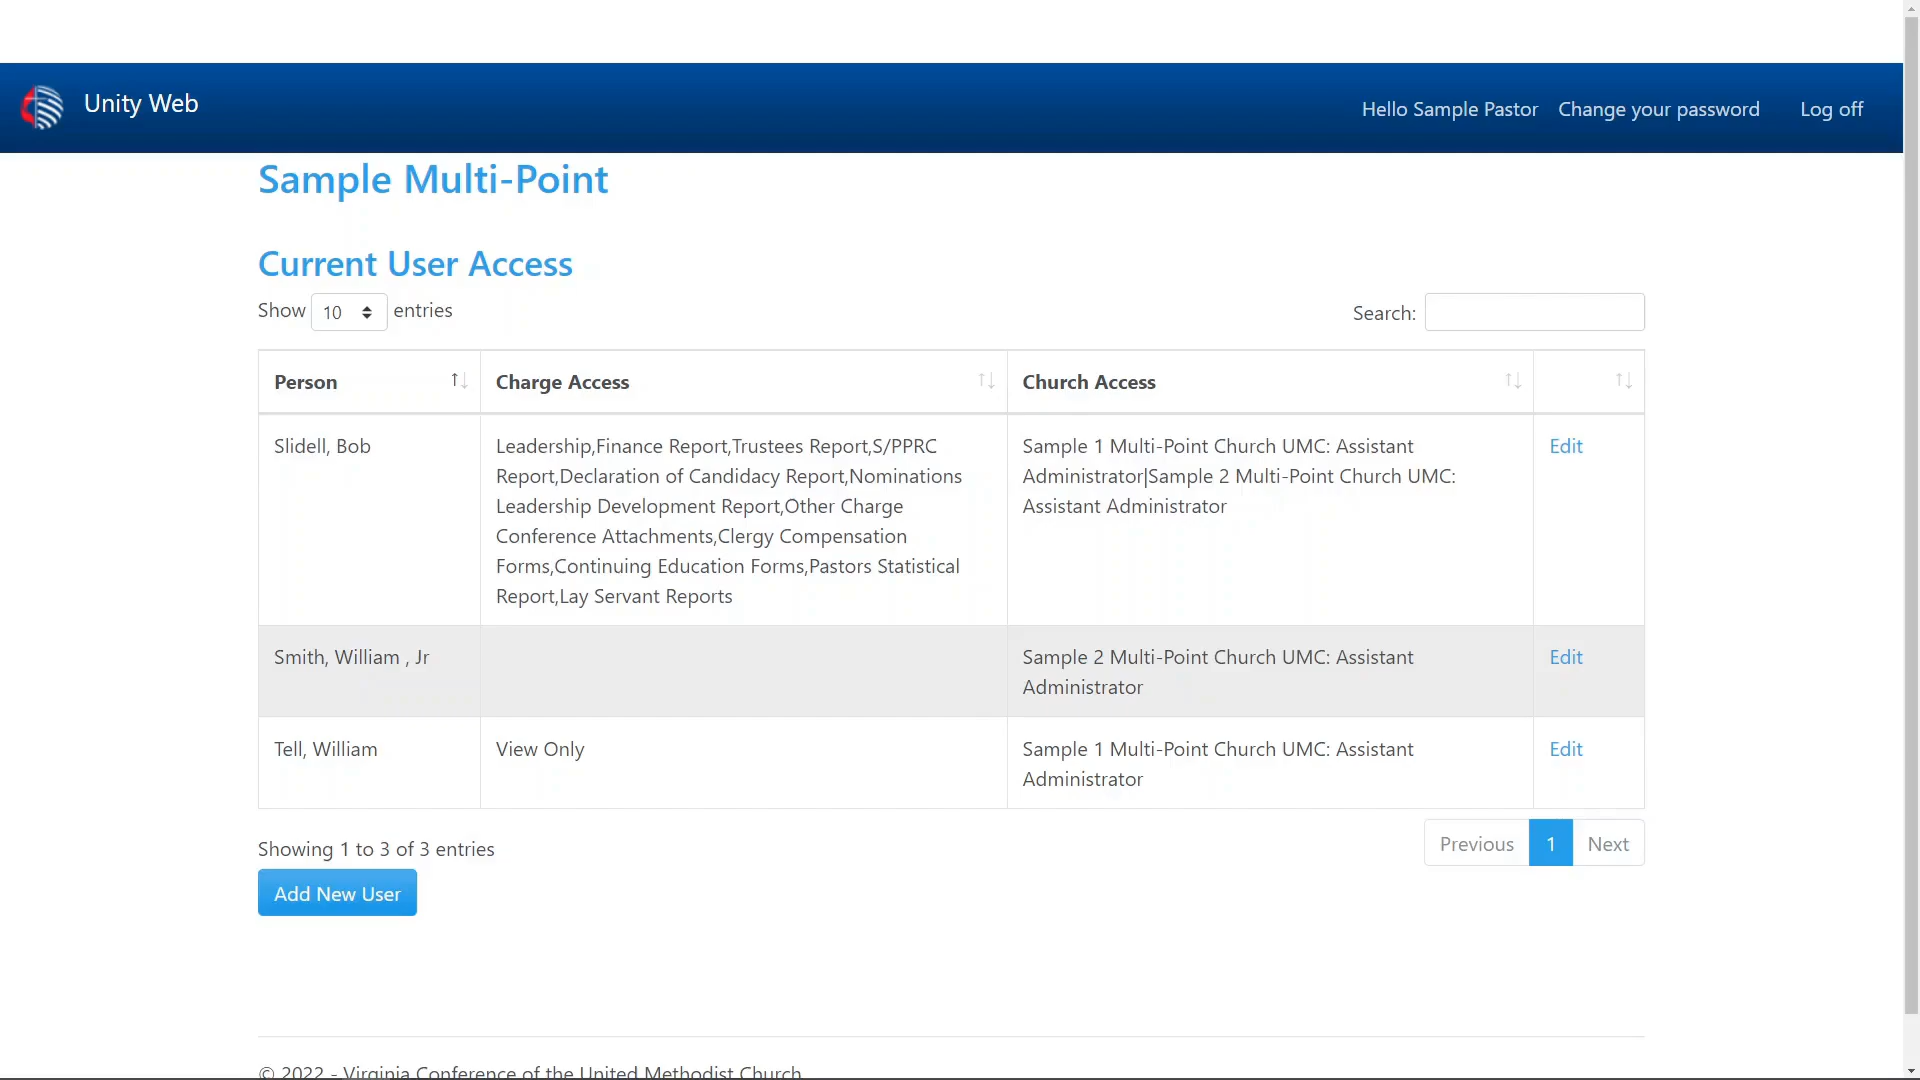 Unity Web
Hello Sample Pastor Change your password Log off
Sample Multi-Point
Current User Access
Show 10 entries
Search:
Person Charge Access Church Access
Slidell, Bob
Leadership,Finance Report,Trustees Report,S/PPRC
Report,Declaration of Candidacy Report,Nominations
Leadership Development Report,Other Charge
Conference Attachments,Clergy Compensation
Forms,Continuing Education Forms,Pastors Statistical
Report,Lay Servant Reports
Sample 1 Multi-Point Church UMC: Assistant
Administrator|Sample 2 Multi-Point Church UMC:
Assistant Administrator
Edit
Smith, William , Jr
Sample 2 Multi-Point Church UMC: Assistant
Administrator
Edit
Tell, William
View Only
Sample 1 Multi-Point Church UMC: Assistant
Administrator
Edit
Showing 1 to 3 of 3 entries
Previous 1 Next
Add New User
© 2022 - Virginia Conference of the United Methodist Church